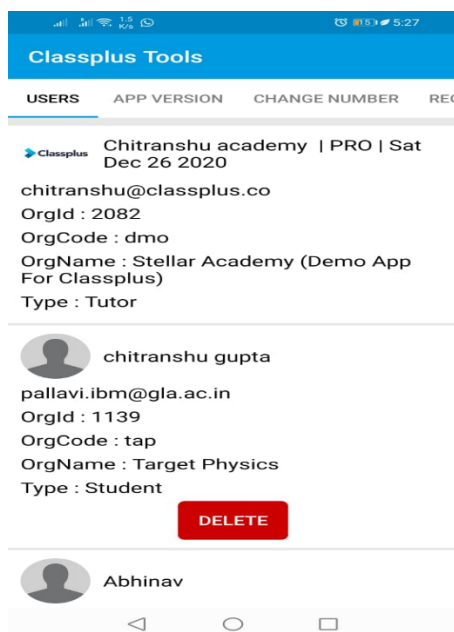 1.5 K/s 15 5:27
Classplus Tools
USERS APP VERSION CHANGE NUMBER REC
Classplus Chitranshu academy | PRO | Sat
Dec 26 2020
chitranshu@classplus.co
OrgId : 2082
OrgCode : dmo
OrgName : Stellar Academy (Demo App
For Classplus)
Type : Tutor
chitranshu gupta
pallavi.ibm@gla.ac.in
OrgId : 1139
OrgCode : tap
OrgName : Target Physics
Type : Student
DELETE
Abhinav